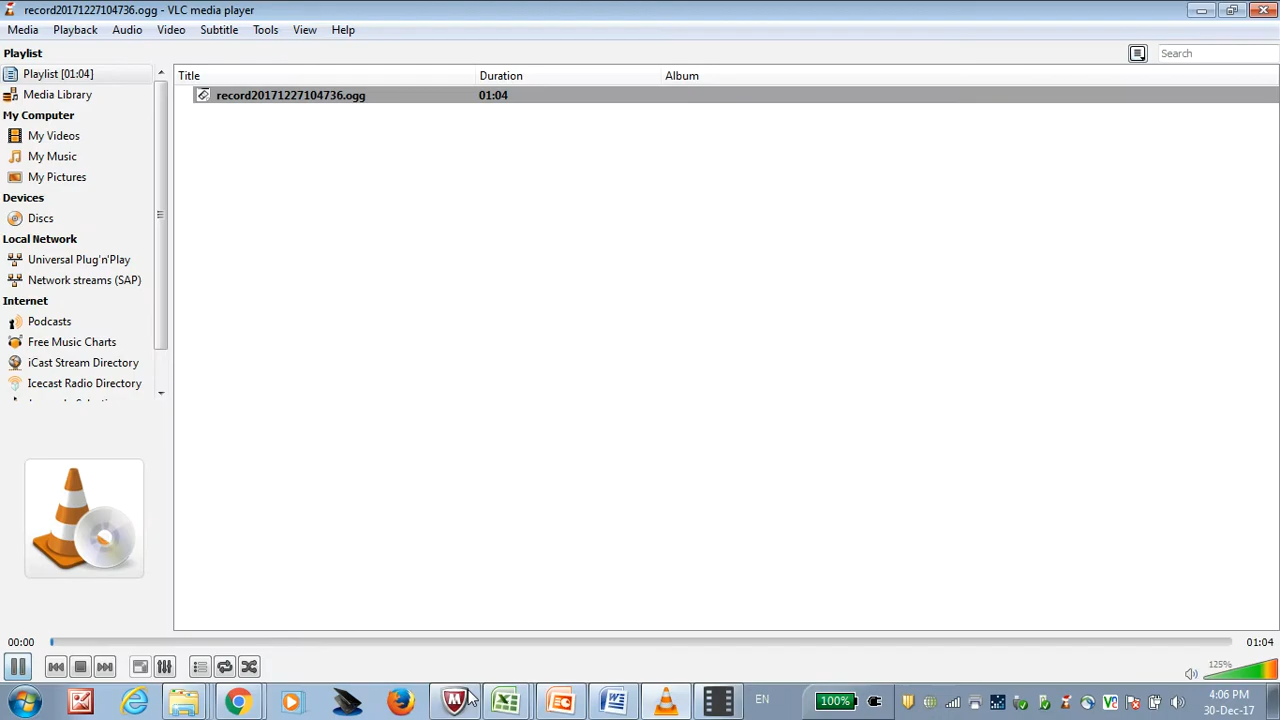 record20171227104736.ogg - VLC media player
Media Playback Audio Video Subtitle Tools View Help
Playlist
Search
Playlist [01:04]
Title Duration Album
record20171227104736.ogg 01:04
Media Library
My Computer
My Videos
My Music
My Pictures
Devices
Discs
Local Network
Universal Plug'n'Play
Network streams (SAP)
Internet
Podcasts
Free Music Charts
iCast Stream Directory
Icecast Radio Directory
00:00 01:04
125%
EN
100%
4:06 PM
30-Dec-17